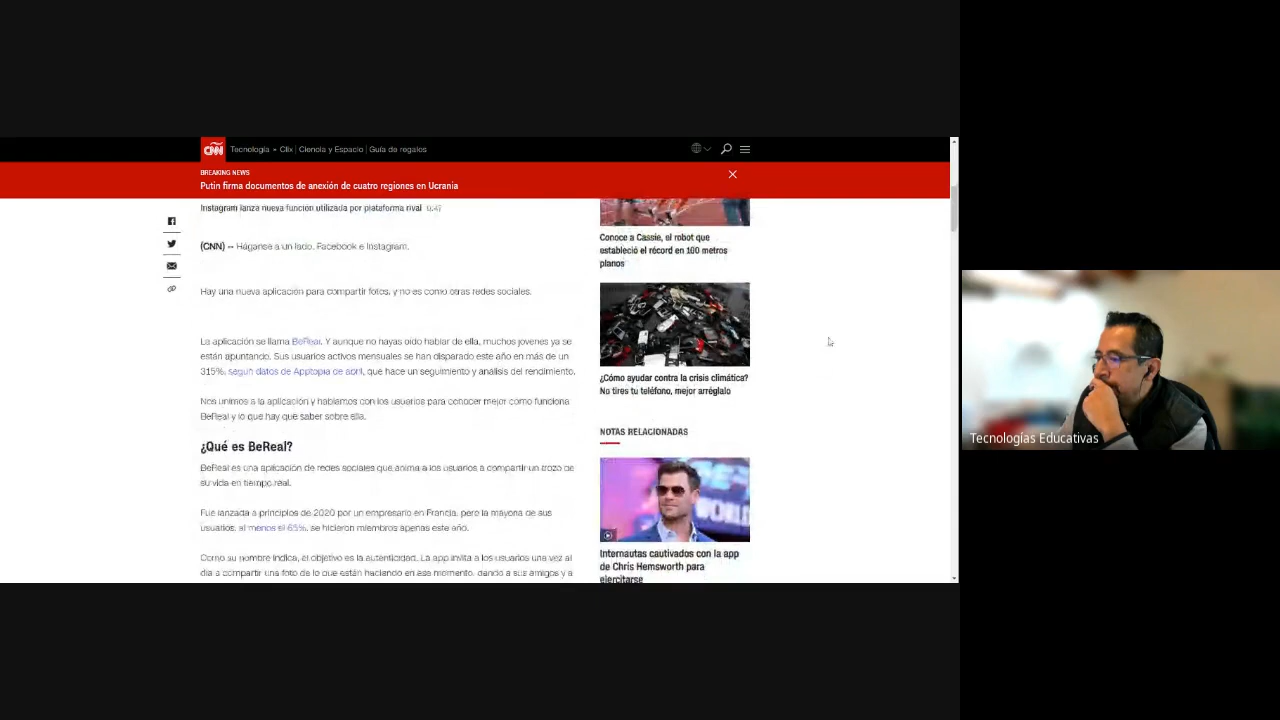 CNN Tecnología • Clix | Ciencia y Espacio | Guía de regalos
BREAKING NEWS
Putin firma documentos de anexión de cuatro regiones en Ucrania
Instagram lanza nueva función utilizada por plataforma rival 0:47
(CNN) -- Háganse a un lado, Facebook e Instagram.
Hay una nueva aplicación para compartir fotos, y no es como otras redes sociales.
La aplicación se llama BeReal. Y aunque no hayas oído hablar de ella, muchos jóvenes ya se
están apuntando. Sus usuarios activos mensuales se han disparado este año en más de un
315%, según datos de Apptopia de abril, que hace un seguimiento y análisis del rendimiento.
Nos unimos a la aplicación y hablamos con los usuarios para conocer mejor cómo funciona
BeReal y lo que hay qué saber sobre ella.
¿Qué es BeReal?
BeReal es una aplicación de redes sociales que anima a los usuarios a compartir un trozo de
su vida en tiempo real.
Fue lanzada a principios de 2020 por un empresario en Francia, pero la mayoría de sus
usuarios, al menos el 65%, se hicieron miembros apenas este año.
Como su nombre indica, el objetivo es la autenticidad. La app invita a los usuarios una vez al
día a compartir una foto de lo que están haciendo en ese momento, dando a sus amigos y a
Conoce a Cassie, el robot que
estableció el récord en 100 metros
planos
¿Cómo ayudar contra la crisis climática?
No tires tu teléfono, mejor arréglalo
NOTAS RELACIONADAS
WORLD
Internautas cautivados con la app
de Chris Hemsworth para
ejercitarse
Tecnologías Educativas